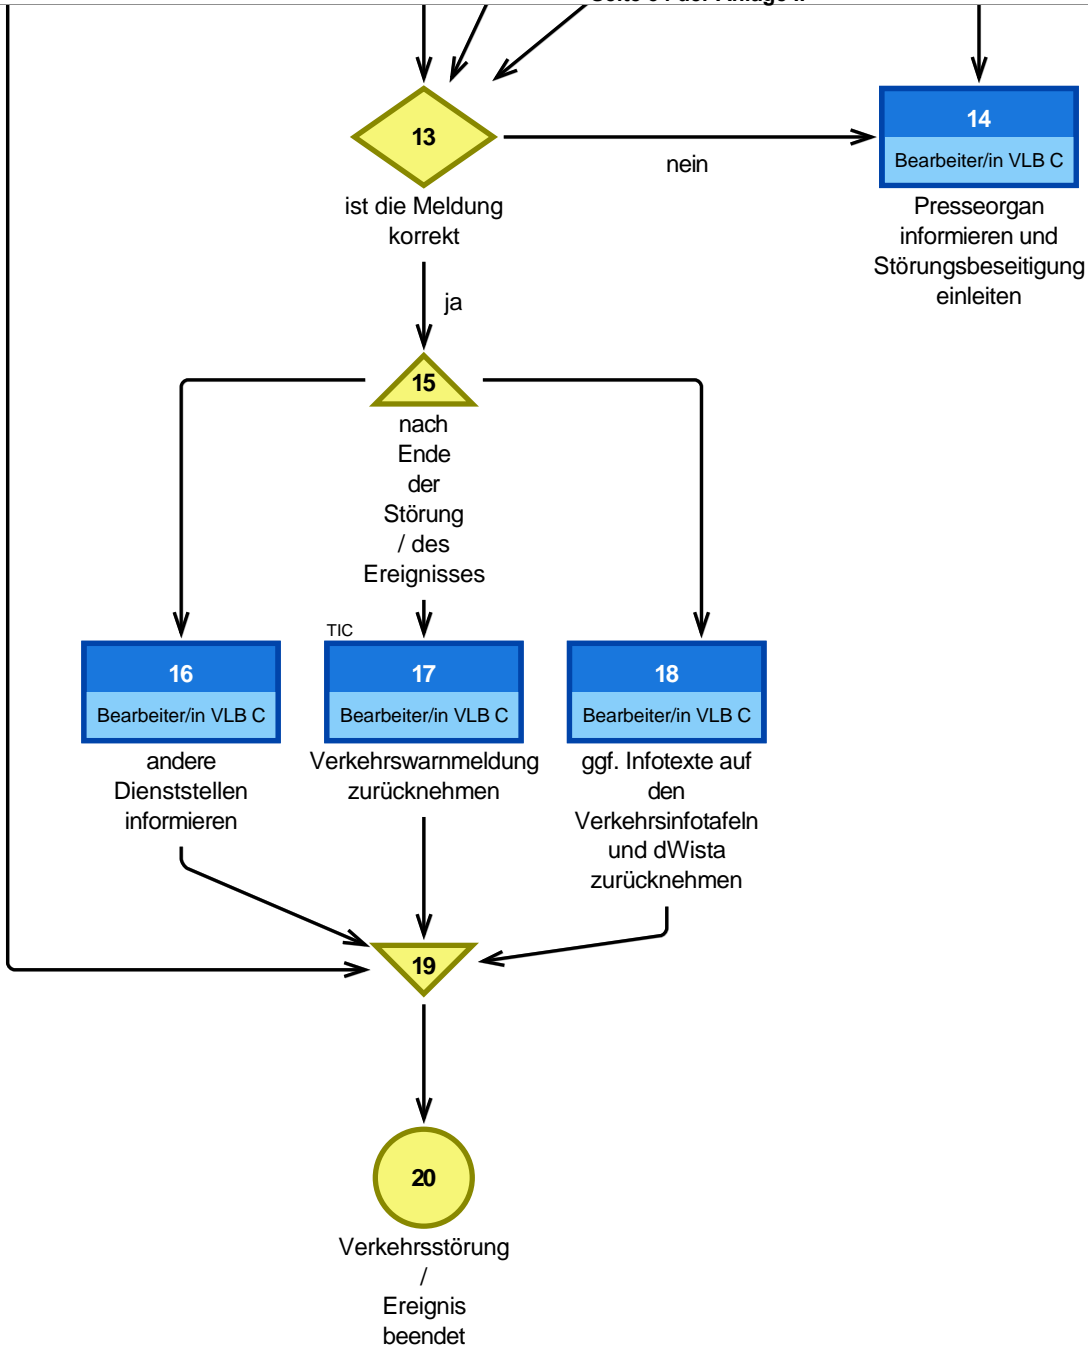 13
nein
14
Bearbeiter/in VLB C
ist die Meldung
korrekt
Presseorgan
informieren und
Störungsbeseitigung
einleiten
ja
15
nach
Ende
der
Störung
/ des
Ereignisses
16
Bearbeiter/in VLB C
andere
Dienststellen
informieren
TIC
17
Bearbeiter/in VLB C
Verkehrswarnmeldung
zurücknehmen
18
Bearbeiter/in VLB C
ggf. Infotexte auf
den
Verkehrsinfotafeln
und dWista
zurücknehmen
19
20
Verkehrsstörung
/
Ereignis
beendet